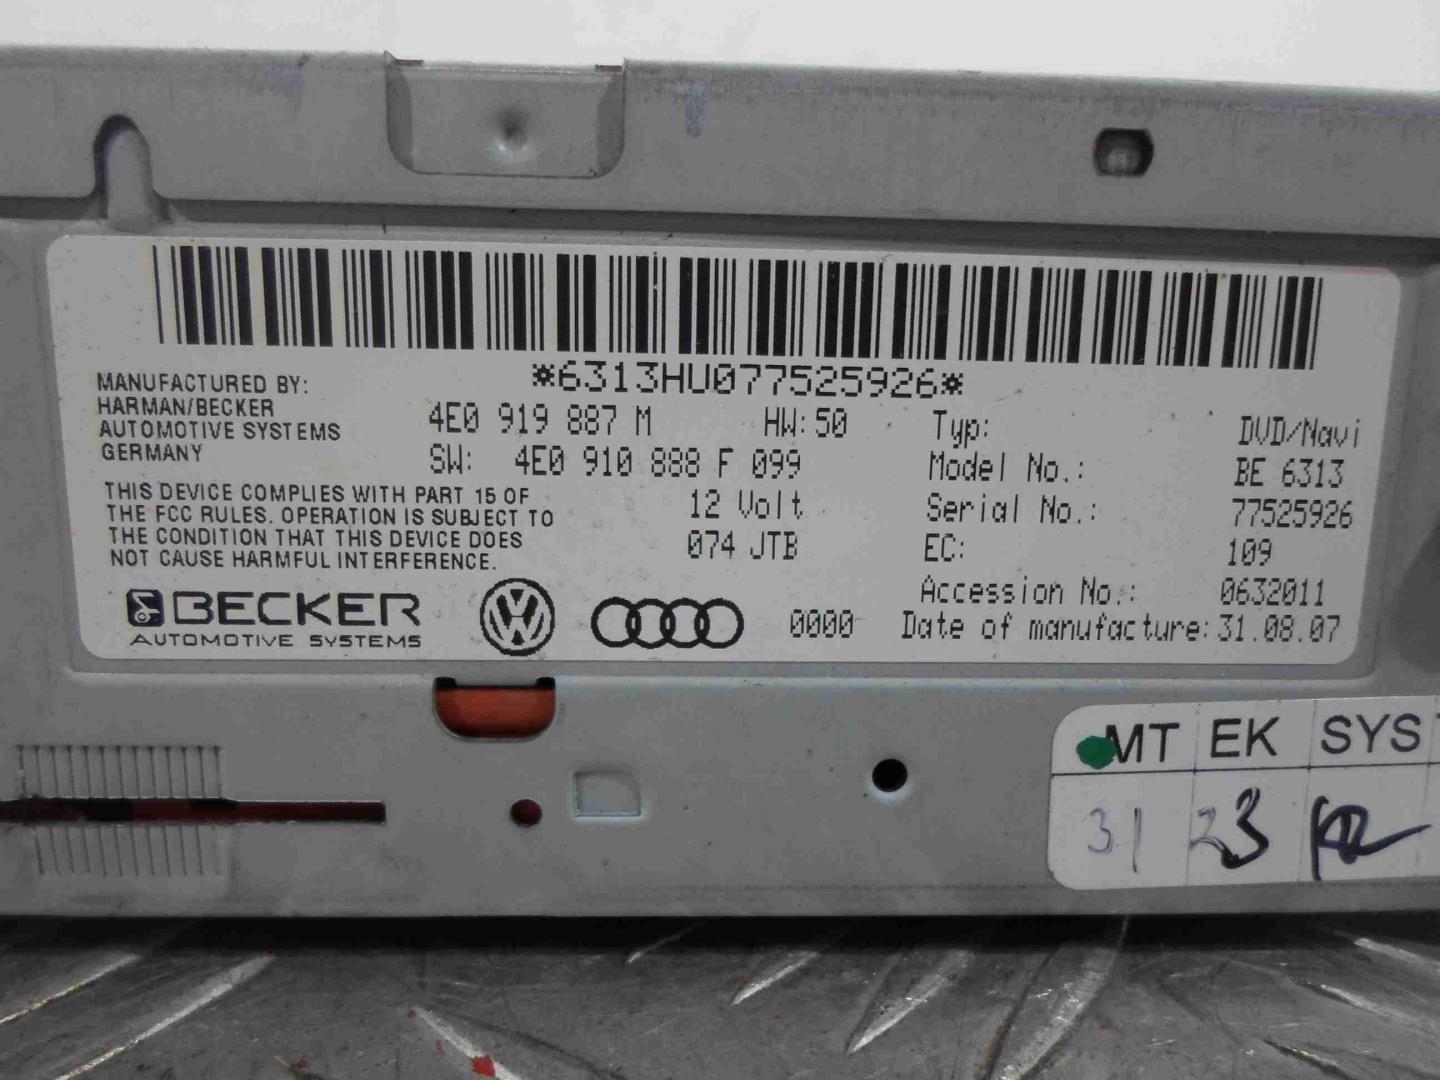 *6313HU077525926*
MANUFACTURED BY:
HARMAN/BECKER
AUTOMOTIVE SYSTEMS
GERMANY
4E0 919 887 M HW:50
SW: 4E0 910 888 F 099
12 Volt
074 JTB
THIS DEVICE COMPLIES WITH PART 15 OF
THE FCC RULES. OPERATION IS SUBJECT TO
THE CONDITION THAT THIS DEVICE DOES
NOT CAUSE HARMFUL INTERFERENCE.
Typ: DVD/Navi
Model No.: BE 6313
Serial No.: 77525926
EC: 109
Accession No.: 0632011
0000 Date of manufacture: 31.08.07
BECKER
AUTOMOTIVE SYSTEMS
MT EK SYS
31 23